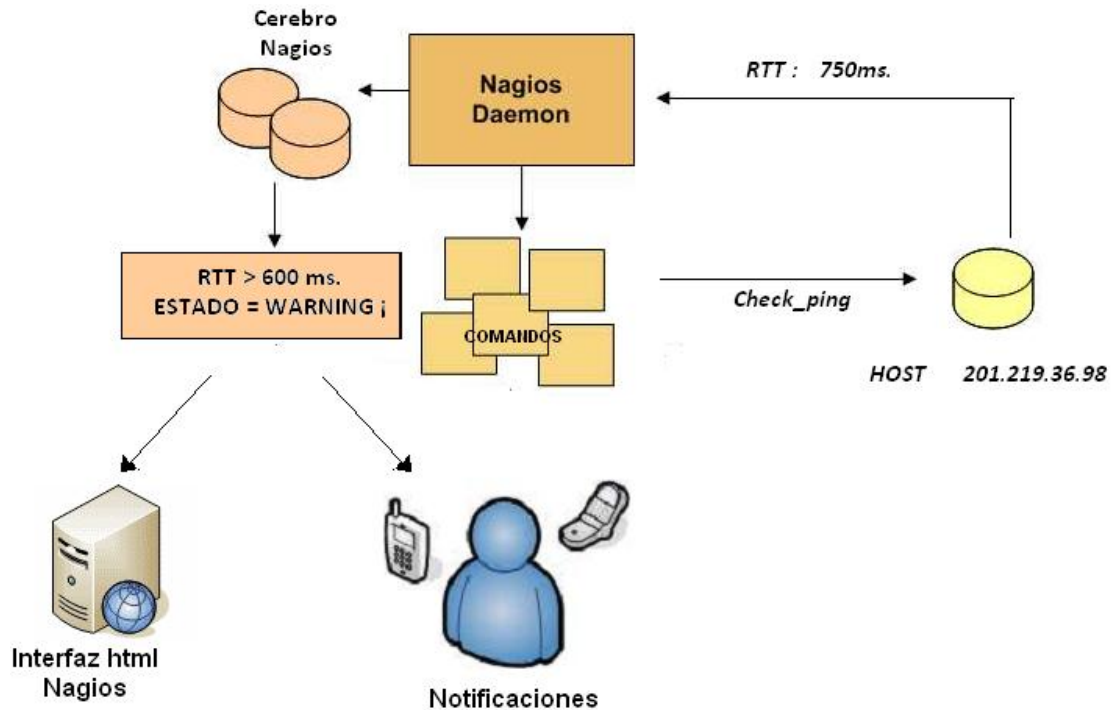 Cerebro
Nagios
Nagios
Daemon
RTT : 750ms.
RTT > 600 ms.
ESTADO = WARNING ¡
COMANDOS
Check_ping
HOST 201.219.36.98
Interfaz html
Nagios
Notificaciones